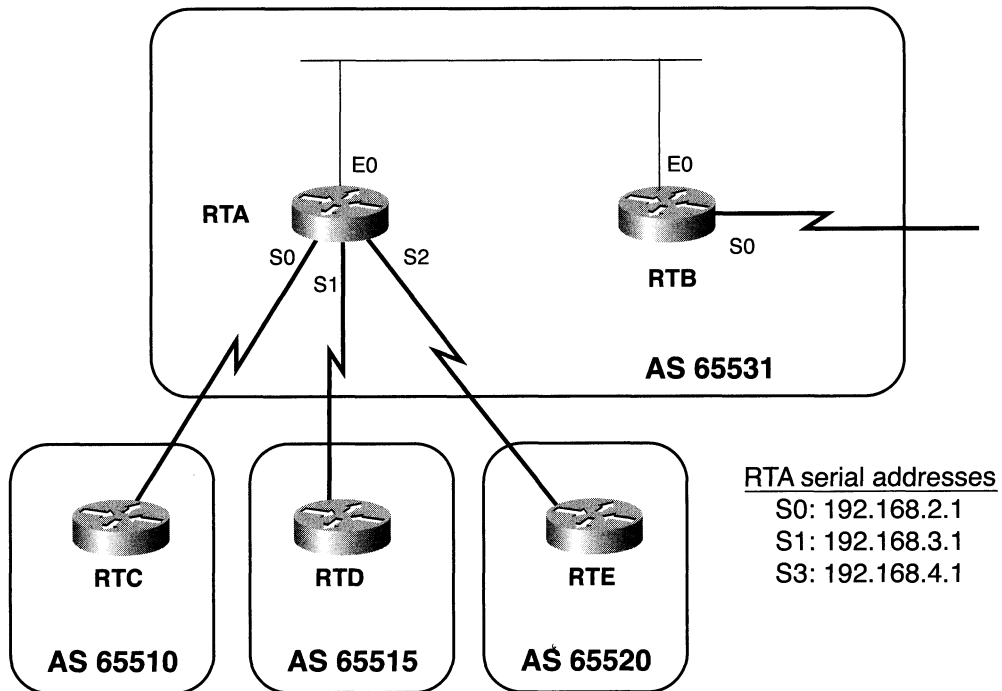 E0
E0
RTA
S0
S1
S2
S0
RTB
AS 65531
RTC
AS 65510
RTD
AS 65515
RTE
AS 65520
RTA serial addresses
S0: 192.168.2.1
S1: 192.168.3.1
S3: 192.168.4.1